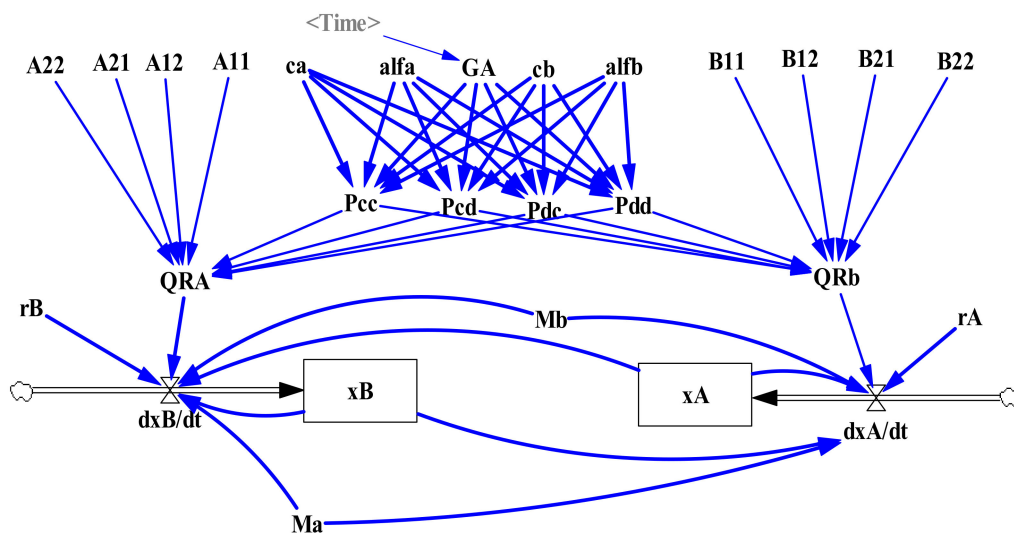 <Time>
A22 A21 A12 A11 ca alfa GA cb alfb B11 B12 B21 B22
Pcc Pcd Pdc Pdd
QRA QRb
rB Mb rA
xB xA
dxB/dt dxA/dt
Ma